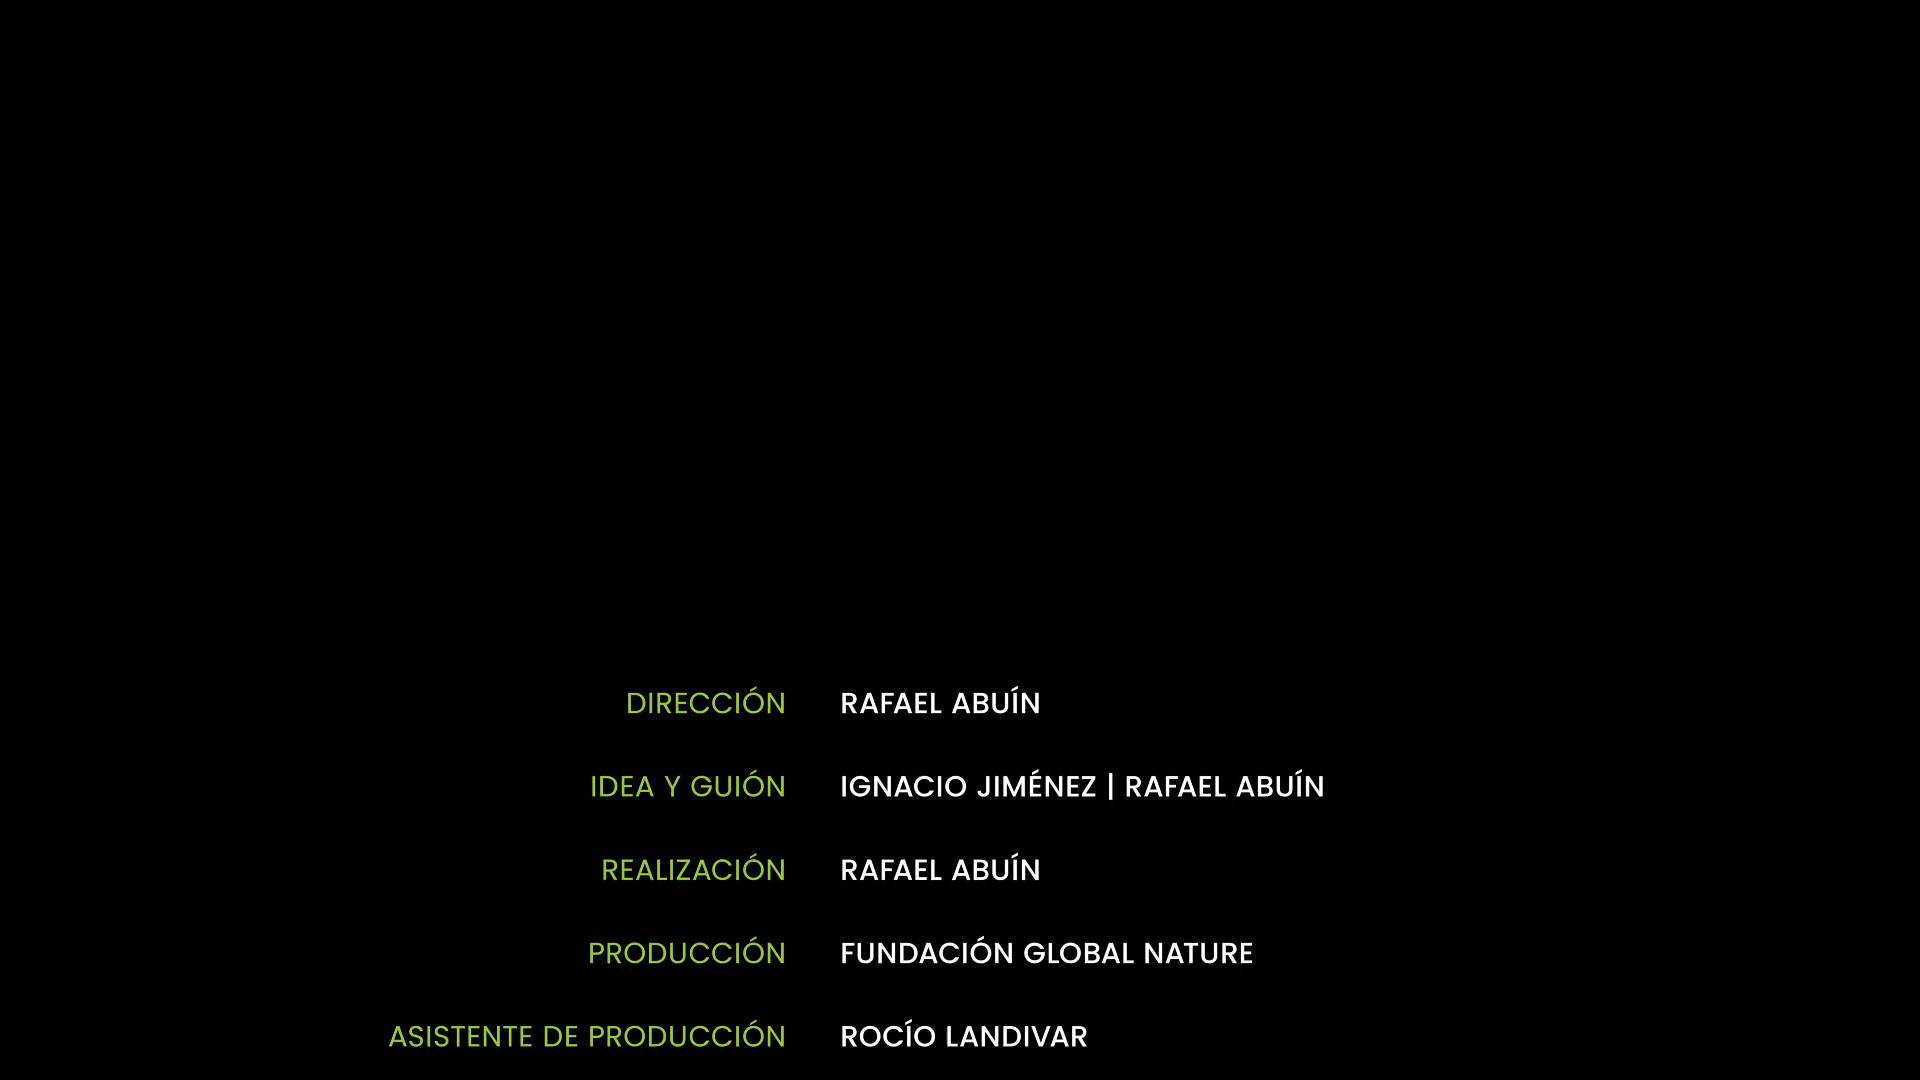 DIRECCIÓN RAFAEL ABUÍN
IDEA Y GUIÓN IGNACIO JIMÉNEZ | RAFAEL ABUÍN
REALIZACIÓN RAFAEL ABUÍN
PRODUCCIÓN FUNDACIÓN GLOBAL NATURE
ASISTENTE DE PRODUCCIÓN ROCÍO LANDIVAR